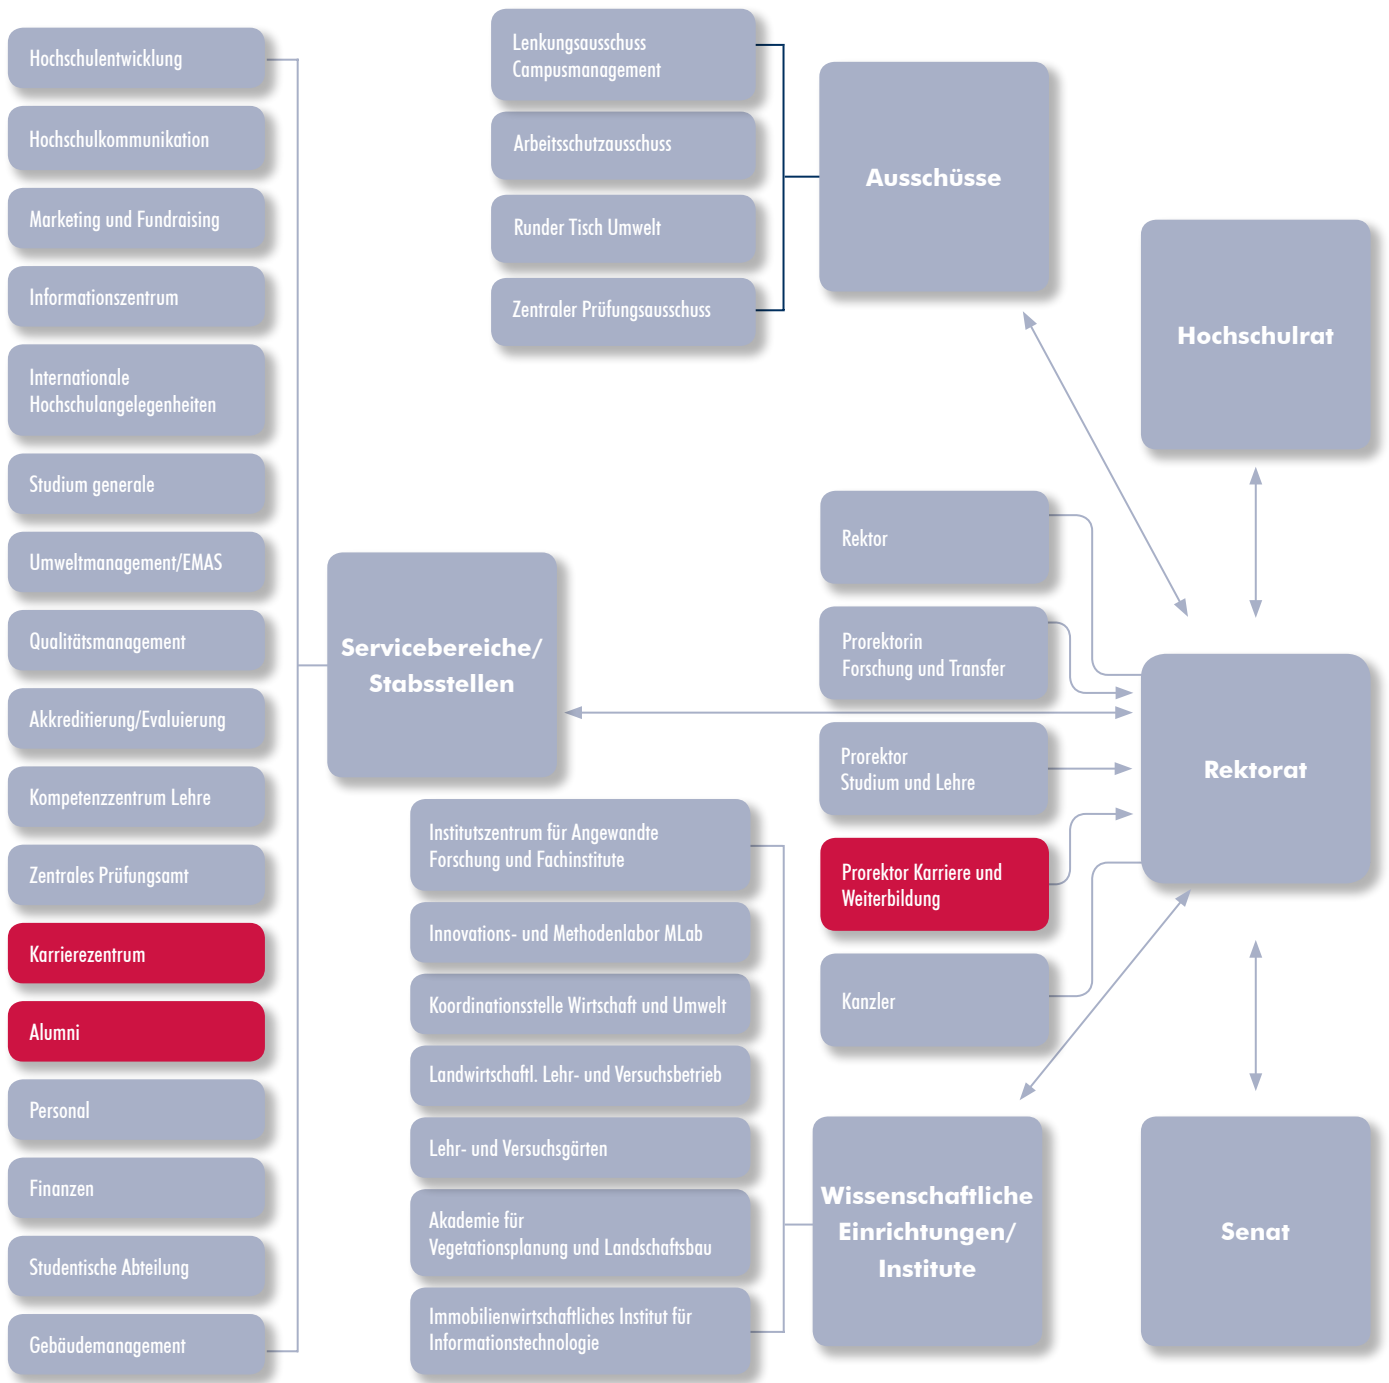 Hochschulentwicklung
Hochschulkommunikation
Marketing und Fundraising
Informationszentrum
Internationale
Hochschulangelegenheiten
Studium generale
Umweltmanagement/EMAS
Qualitätsmanagement
Akkreditierung/Evaluierung
Kompetenzzentrum Lehre
Zentrales Prüfungsamt
Karrierezentrum
Alumni
Personal
Finanzen
Studentische Abteilung
Gebäudemanagement
Servicebereiche/
Stabsstellen
Lenkungsausschuss
Campusmanagement
Arbeitsschutzausschuss
Runder Tisch Umwelt
Zentraler Prüfungsausschuss
Ausschüsse
Hochschulrat
Rektor
Prorektorin
Forschung und Transfer
Prorektor
Studium und Lehre
Prorektor Karriere und
Weiterbildung
Kanzler
Rektorat
Institutszentrum für Angewandte
Forschung und Fachinstitute
Innovations- und Methodenlabor MLab
Koordinationsstelle Wirtschaft und Umwelt
Landwirtschaftl. Lehr- und Versuchsbetrieb
Lehr- und Versuchsgärten
Akademie für
Vegetationsplanung und Landschaftsbau
Immobilienwirtschaftliches Institut für
Informationstechnologie
Wissenschaftliche
Einrichtungen/
Institute
Senat